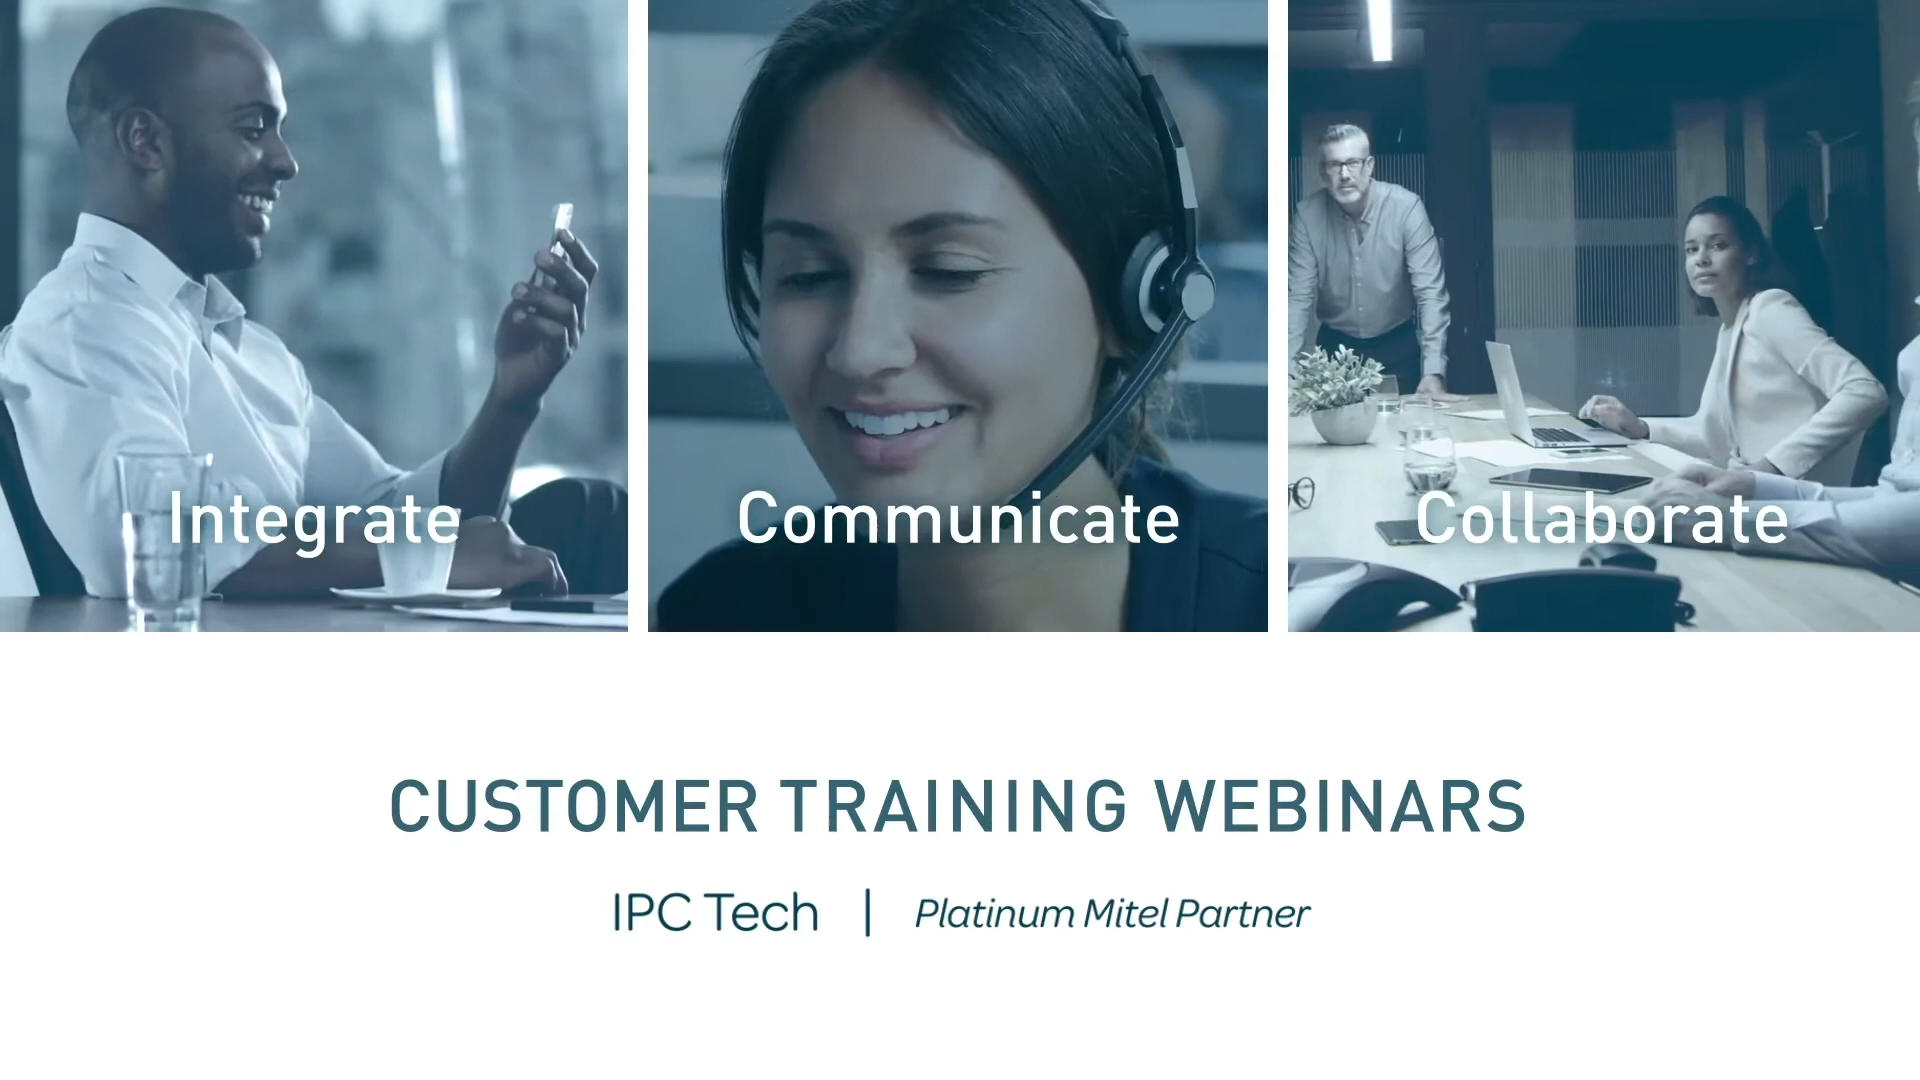 Integrate
Communicate
Collaborate
CUSTOMER TRAINING WEBINARS
IPC Tech | Platinum Mitel Partner